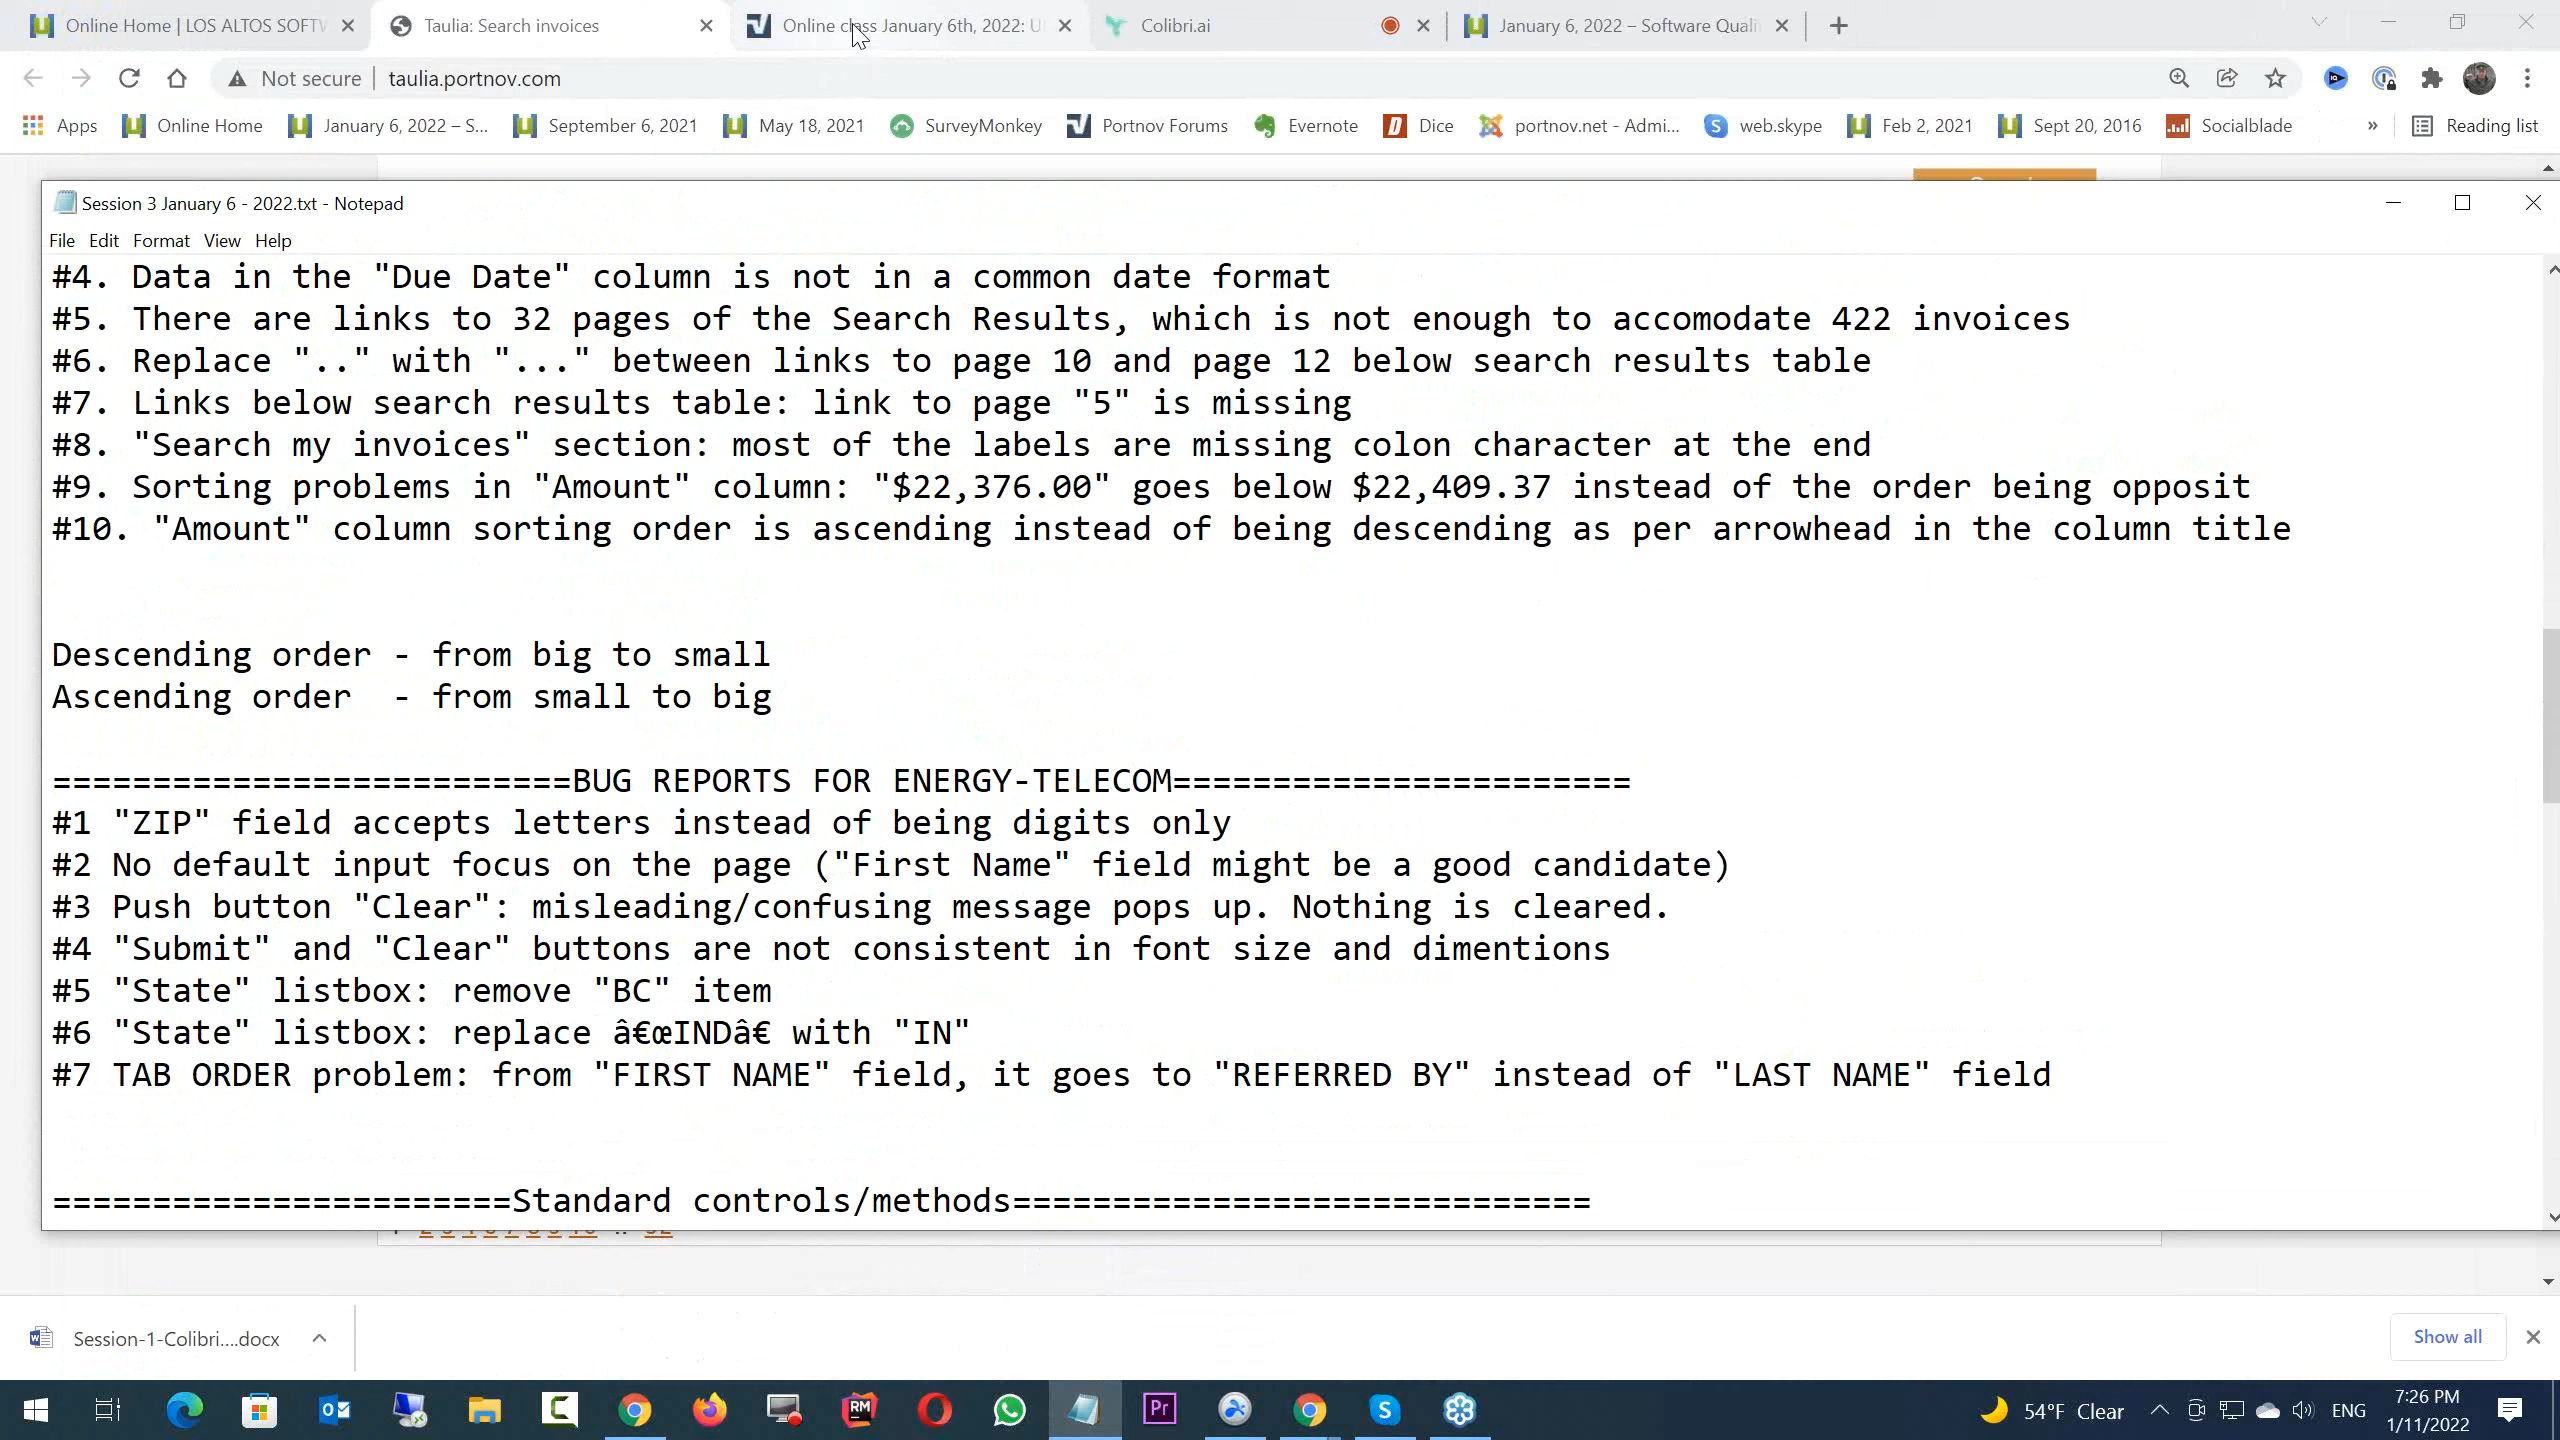 Online Home | LOS ALTOS SOFTW
Taulia: Search invoices
Online class January 6th, 2022: U
Colibri.ai
January 6, 2022 – Software Quali
Not secure
taulia.portnov.com
Apps
Online Home
January 6, 2022 – S...
September 6, 2021
May 18, 2021
SurveyMonkey
Portnov Forums
Evernote
Dice
portnov.net - Admi...
web.skype
Feb 2, 2021
Sept 20, 2016
Socialblade
»
Reading list
Session 3 January 6 - 2022.txt - Notepad
File Edit Format View Help
#4. Data in the "Due Date" column is not in a common date format
#5. There are links to 32 pages of the Search Results, which is not enough to accomodate 422 invoices
#6. Replace ".." with "..." between links to page 10 and page 12 below search results table
#7. Links below search results table: link to page "5" is missing
#8. "Search my invoices" section: most of the labels are missing colon character at the end
#9. Sorting problems in "Amount" column: "$22,376.00" goes below $22,409.37 instead of the order being opposit
#10. "Amount" column sorting order is ascending instead of being descending as per arrowhead in the column title
Descending order - from big to small
Ascending order  - from small to big
==========================BUG REPORTS FOR ENERGY-TELECOM=======================
#1 "ZIP" field accepts letters instead of being digits only
#2 No default input focus on the page ("First Name" field might be a good candidate)
#3 Push button "Clear": misleading/confusing message pops up. Nothing is cleared.
#4 "Submit" and "Clear" buttons are not consistent in font size and dimentions
#5 "State" listbox: remove "BC" item
#6 "State" listbox: replace â€œINDâ€ with "IN"
#7 TAB ORDER problem: from "FIRST NAME" field, it goes to "REFERRED BY" instead of "LAST NAME" field
=======================Standard controls/methods=============================
Session-1-Colibri....docx
Show all
54°F Clear
ENG
7:26 PM
1/11/2022